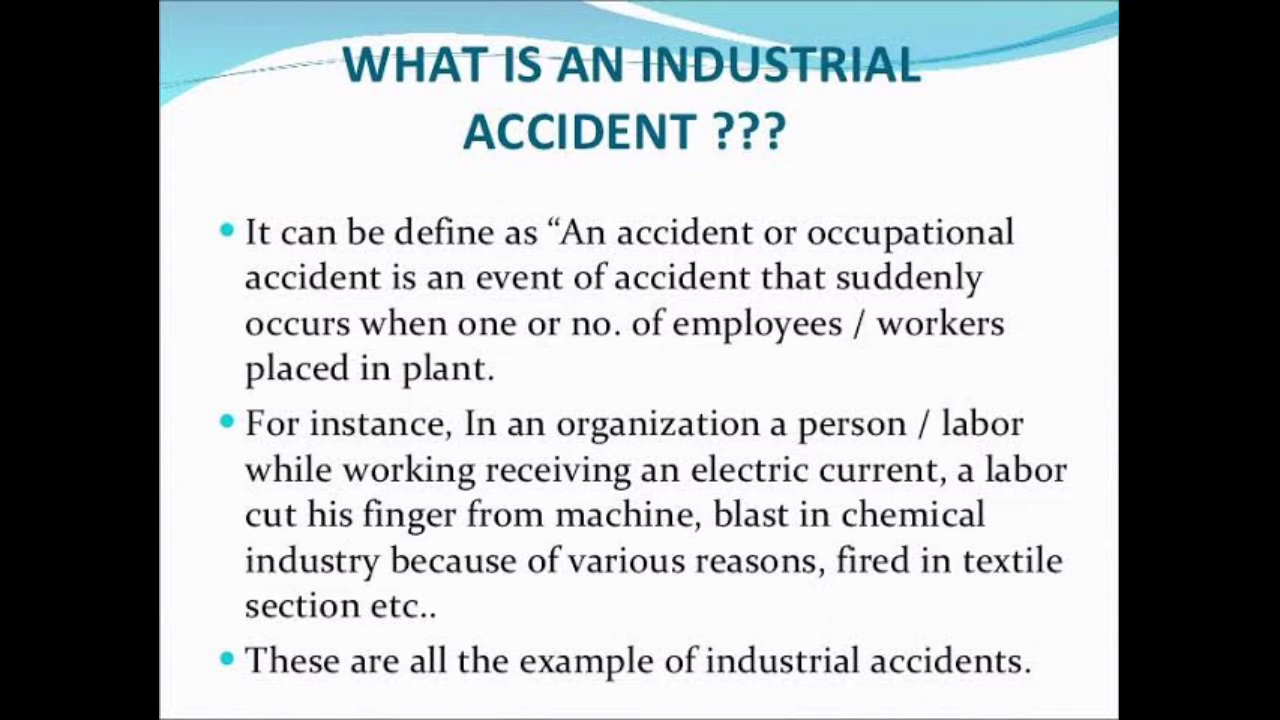 WHAT IS AN INDUSTRIAL
ACCIDENT ???
• It can be define as “An accident or occupational
accident is an event of accident that suddenly
occurs when one or no. of employees / workers
placed in plant.
• For instance, In an organization a person / labor
while working receiving an electric current, a labor
cut his finger from machine, blast in chemical
industry because of various reasons, fired in textile
section etc..
• These are all the example of industrial accidents.